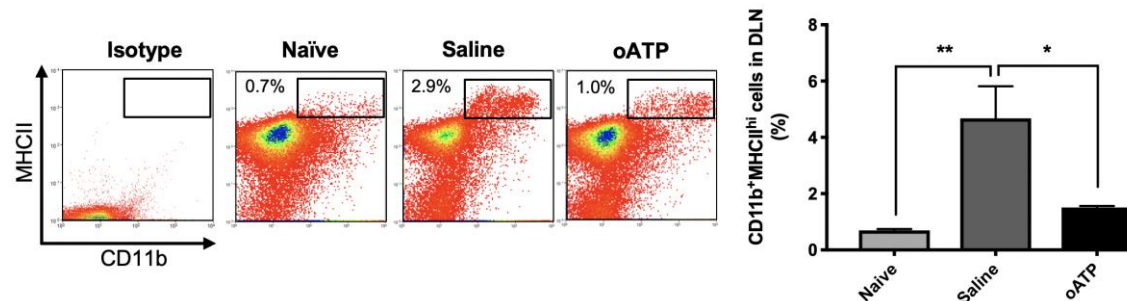 Isotype
Naïve
Saline
oATP
0.7%
2.9%
1.0%
MHCII
CD11b
CD11b⁺MHCIIʰⁱ cells in DLN
(%)
8
6
4
2
0
**
*
Naive
Saline
oATP